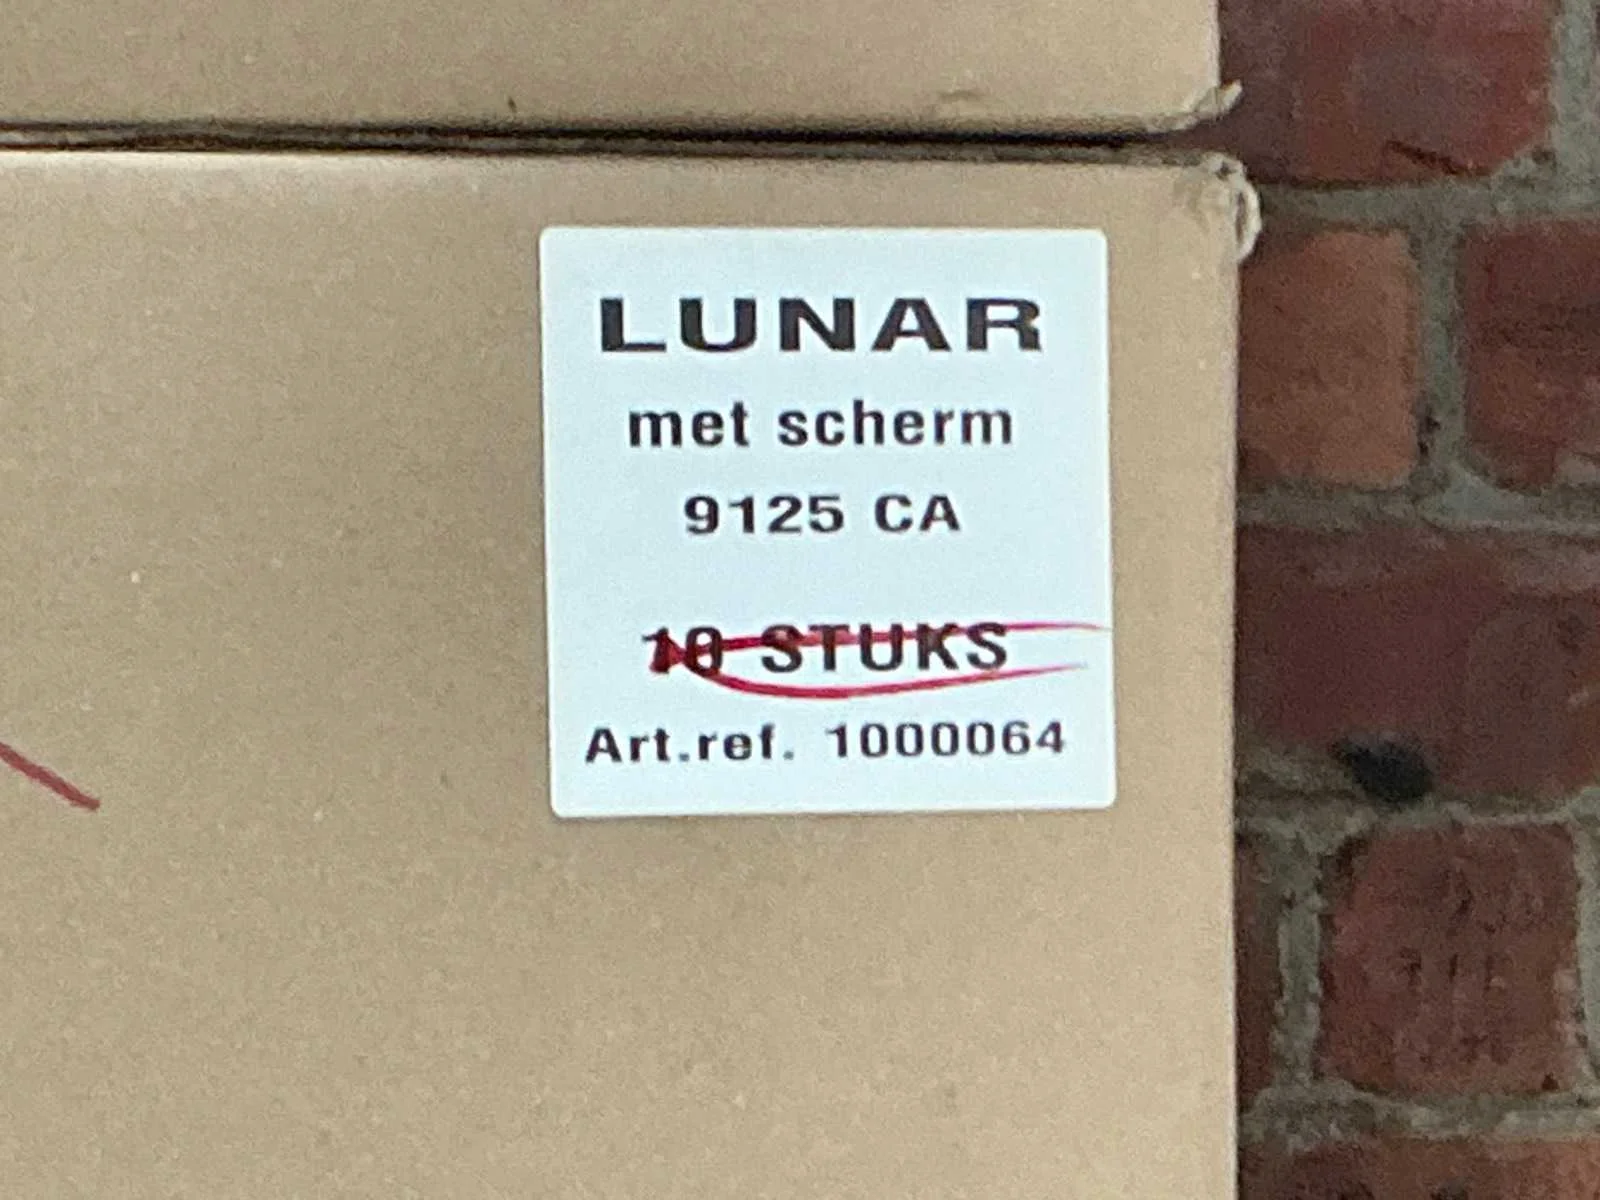 LUNAR
met scherm
9125 CA
10 STUKS
Art.ref. 1000064